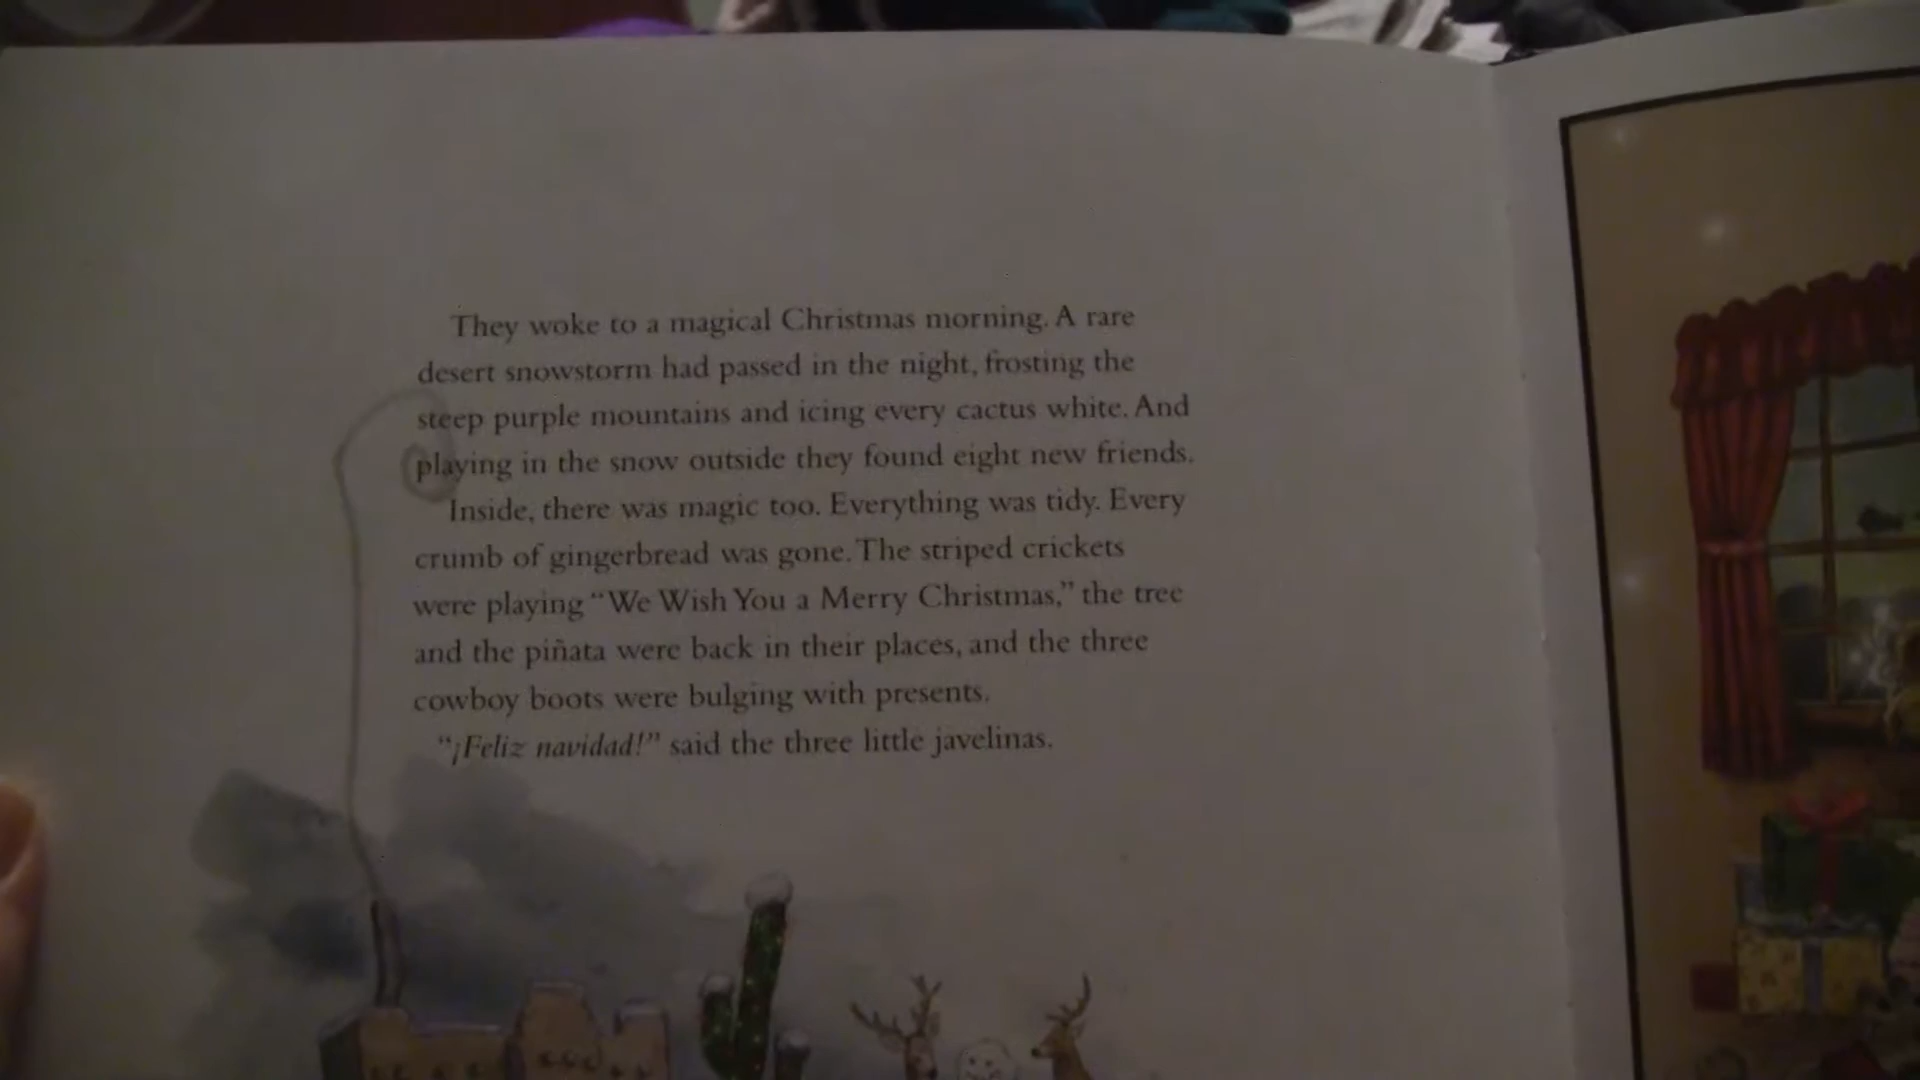 They woke to a magical Christmas morning. A rare
desert snowstorm had passed in the night, frosting the
steep purple mountains and icing every cactus white. And
playing in the snow outside they found eight new friends.
Inside, there was magic too. Everything was tidy. Every
crumb of gingerbread was gone. The striped crickets
were playing “We Wish You a Merry Christmas,” the tree
and the piñata were back in their places, and the three
cowboy boots were bulging with presents.
“¡Feliz navidad!” said the three little javelinas.